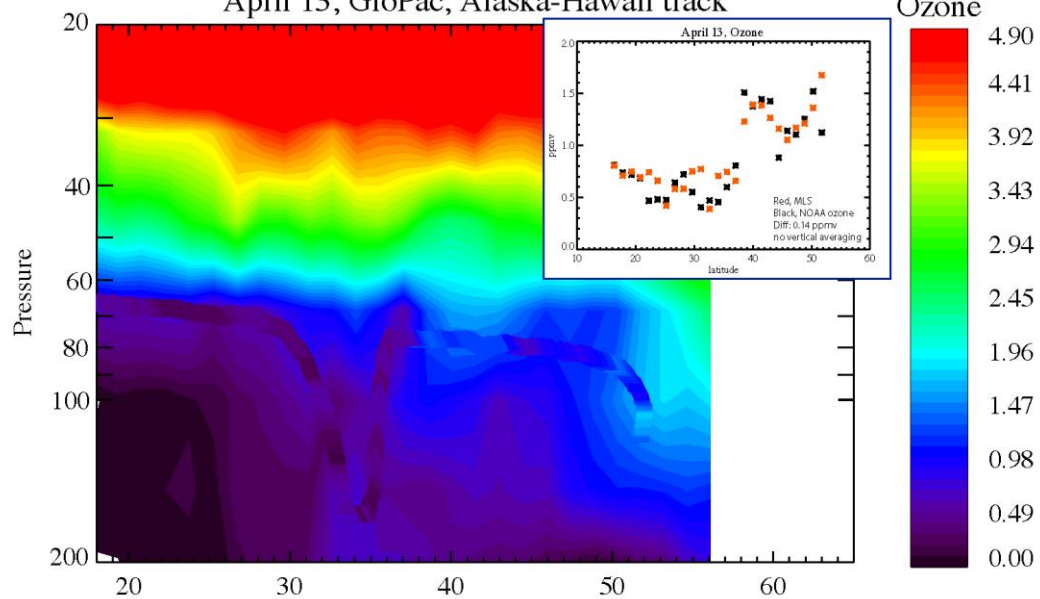 April 13, GloPac, Alaska-Hawaii track
Ozone
20
40
60
80
100
200
Pressure
20 30 40 50 60
4.90
4.41
3.92
3.43
2.94
2.45
1.96
1.47
0.98
0.49
0.00
April 13, Ozone
2.0
1.5
1.0
0.5
0.0
ppmv
10 20 30 40 50 60
latitude
Red, MLS
Black, NOAA ozone
Diff: 0.14 ppmv
no vertical averaging